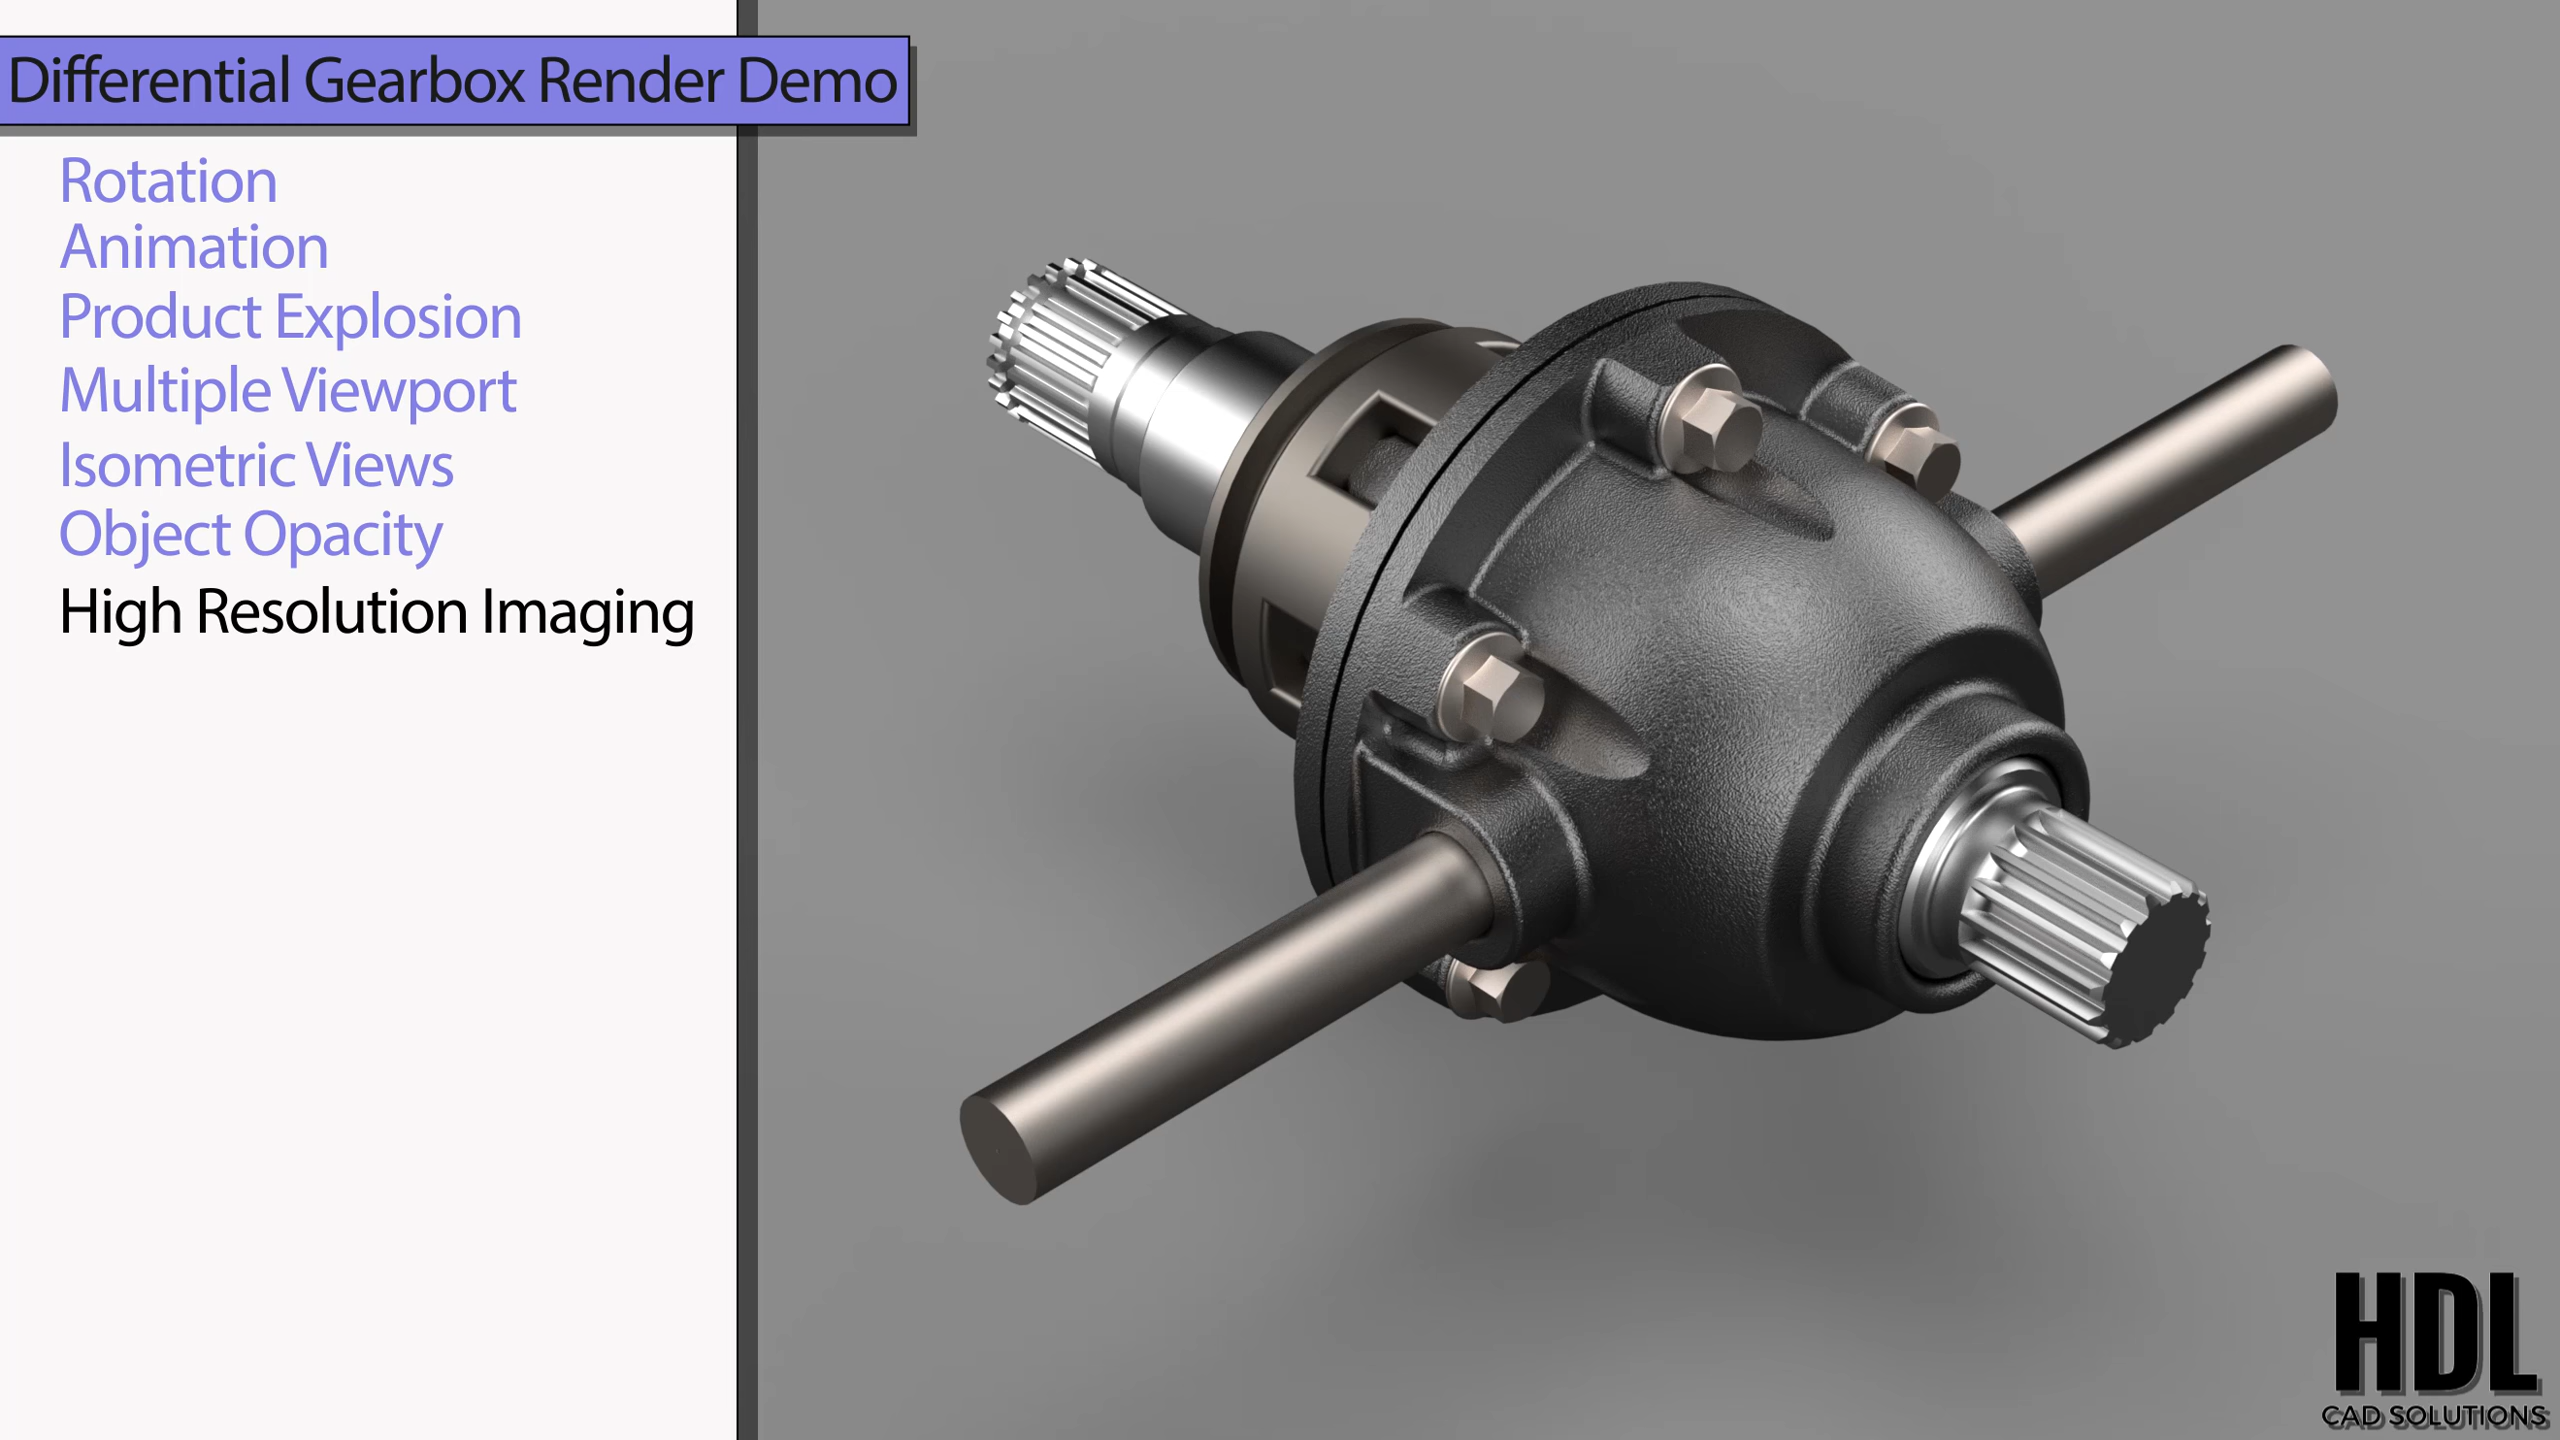 Differential Gearbox Render Demo
Rotation
Animation
Product Explosion
Multiple Viewport
Isometric Views
Object Opacity
High Resolution Imaging
HDL
CAD SOLUTIONS